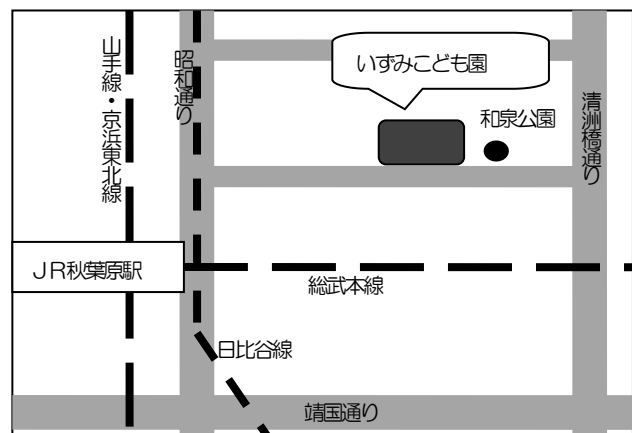 山手線・京浜東北線
昭和通り
いずみこども園
和泉公園
清洲橋通り
ＪＲ秋葉原駅
総武本線
日比谷線
靖国通り